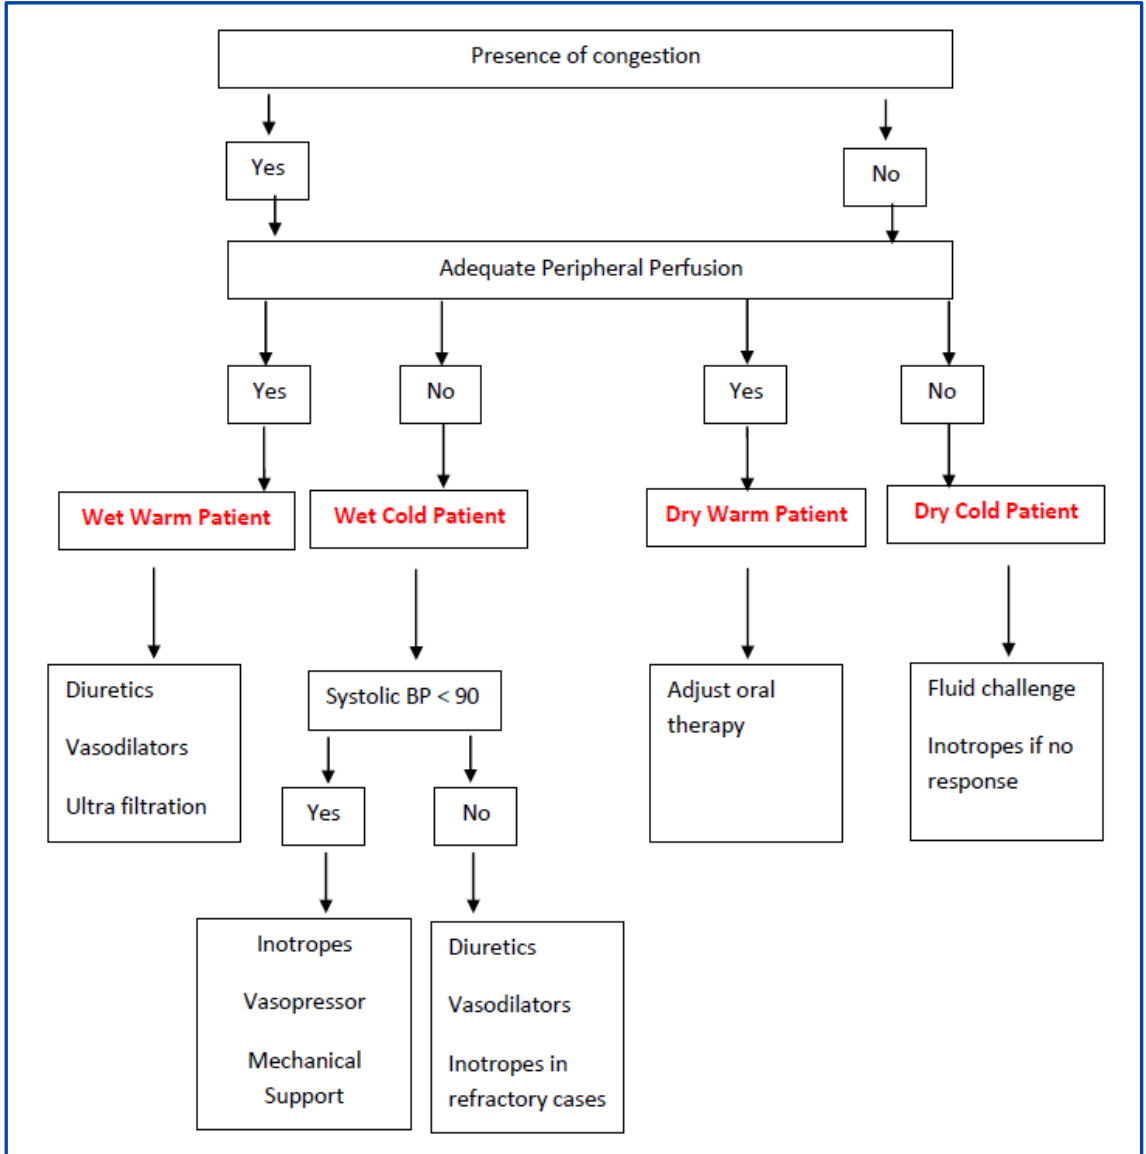 Presence of congestion
Yes
No
Adequate Peripheral Perfusion
Yes
No
Yes
No
Wet Warm Patient
Wet Cold Patient
Dry Warm Patient
Dry Cold Patient
Diuretics
Vasodilators
Ultra filtration
Systolic BP < 90
Adjust oral
therapy
Fluid challenge
Inotropes if no
response
Yes
No
Inotropes
Vasopressor
Mechanical
Support
Diuretics
Vasodilators
Inotropes in
refractory cases